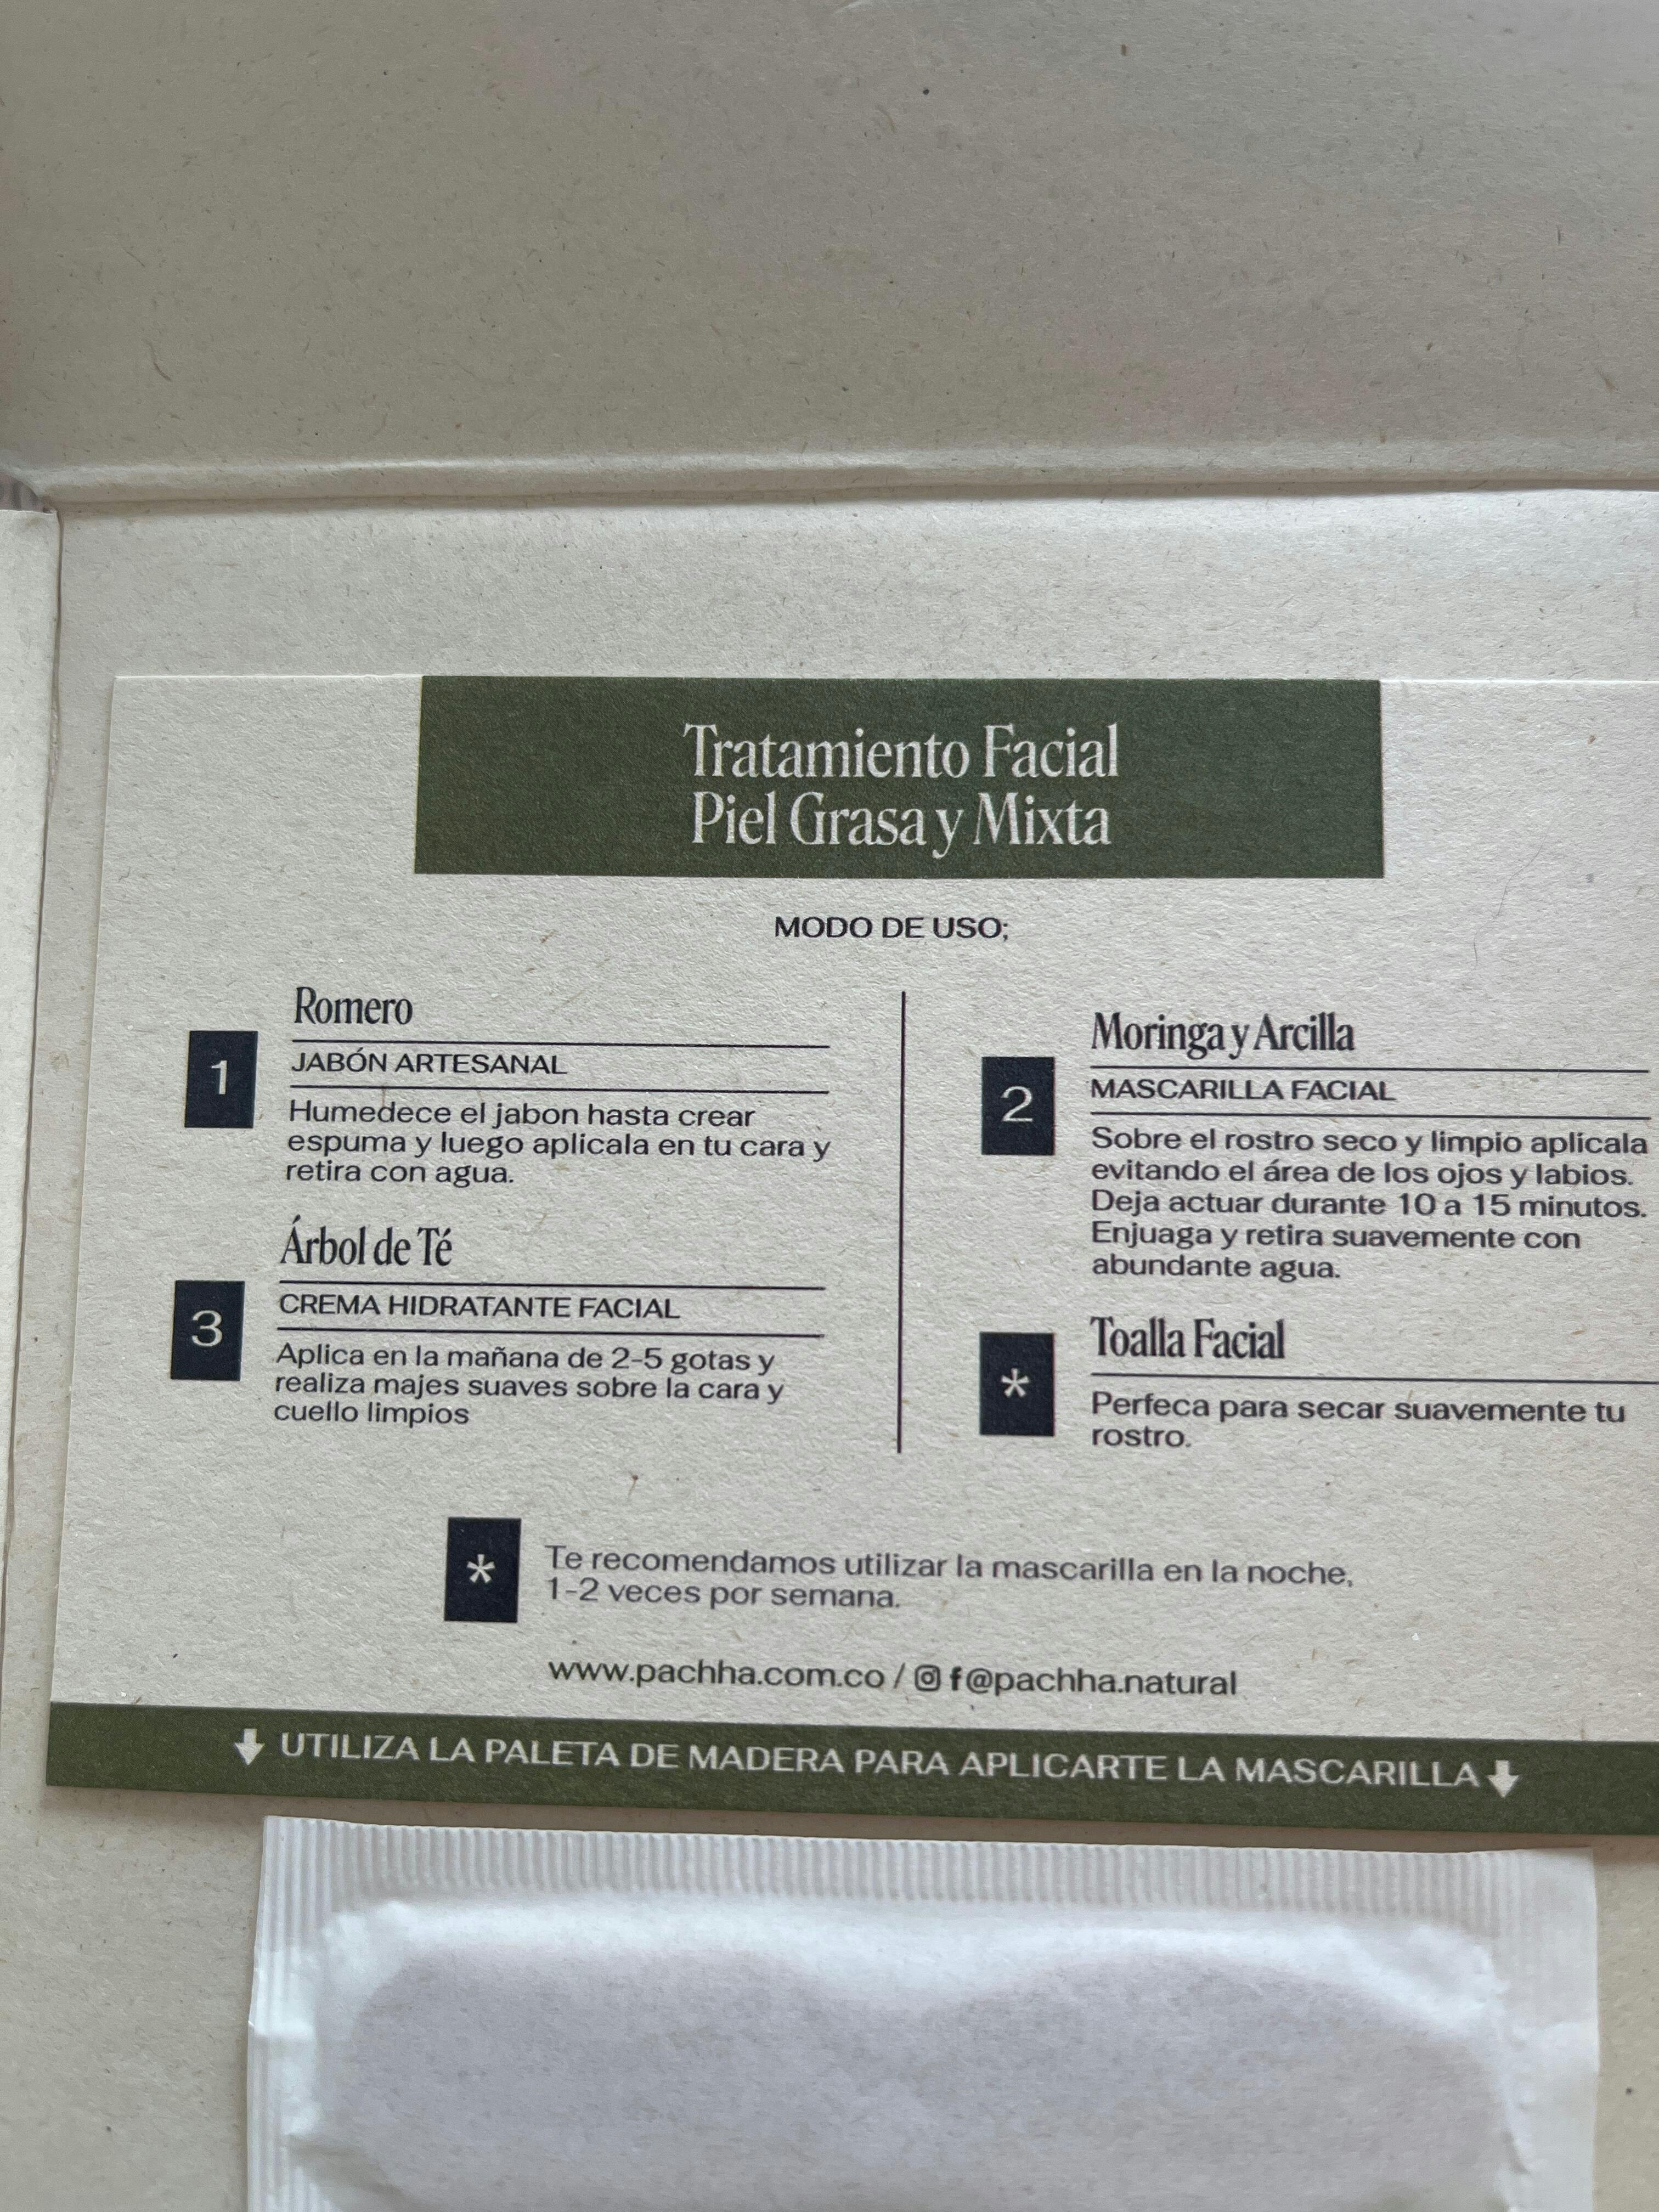 Tratamiento Facial
Piel Grasa y Mixta
MODO DE USO;
1
Romero
JABÓN ARTESANAL
Humedece el jabon hasta crear
espuma y luego aplicala en tu cara y
retira con agua.
2
Moringa y Arcilla
MASCARILLA FACIAL
Sobre el rostro seco y limpio aplicala
evitando el área de los ojos y labios.
Deja actuar durante 10 a 15 minutos.
Enjuaga y retira suavemente con
abundante agua.
3
Árbol de Té
CREMA HIDRATANTE FACIAL
Aplica en la mañana de 2-5 gotas y
realiza majes suaves sobre la cara y
cuello limpios
*
Toalla Facial
Perfeca para secar suavemente tu
rostro.
*
Te recomendamos utilizar la mascarilla en la noche,
1-2 veces por semana.
www.pachha.com.co / f@pachha.natural
UTILIZA LA PALETA DE MADERA PARA APLICARTE LA MASCARILLA